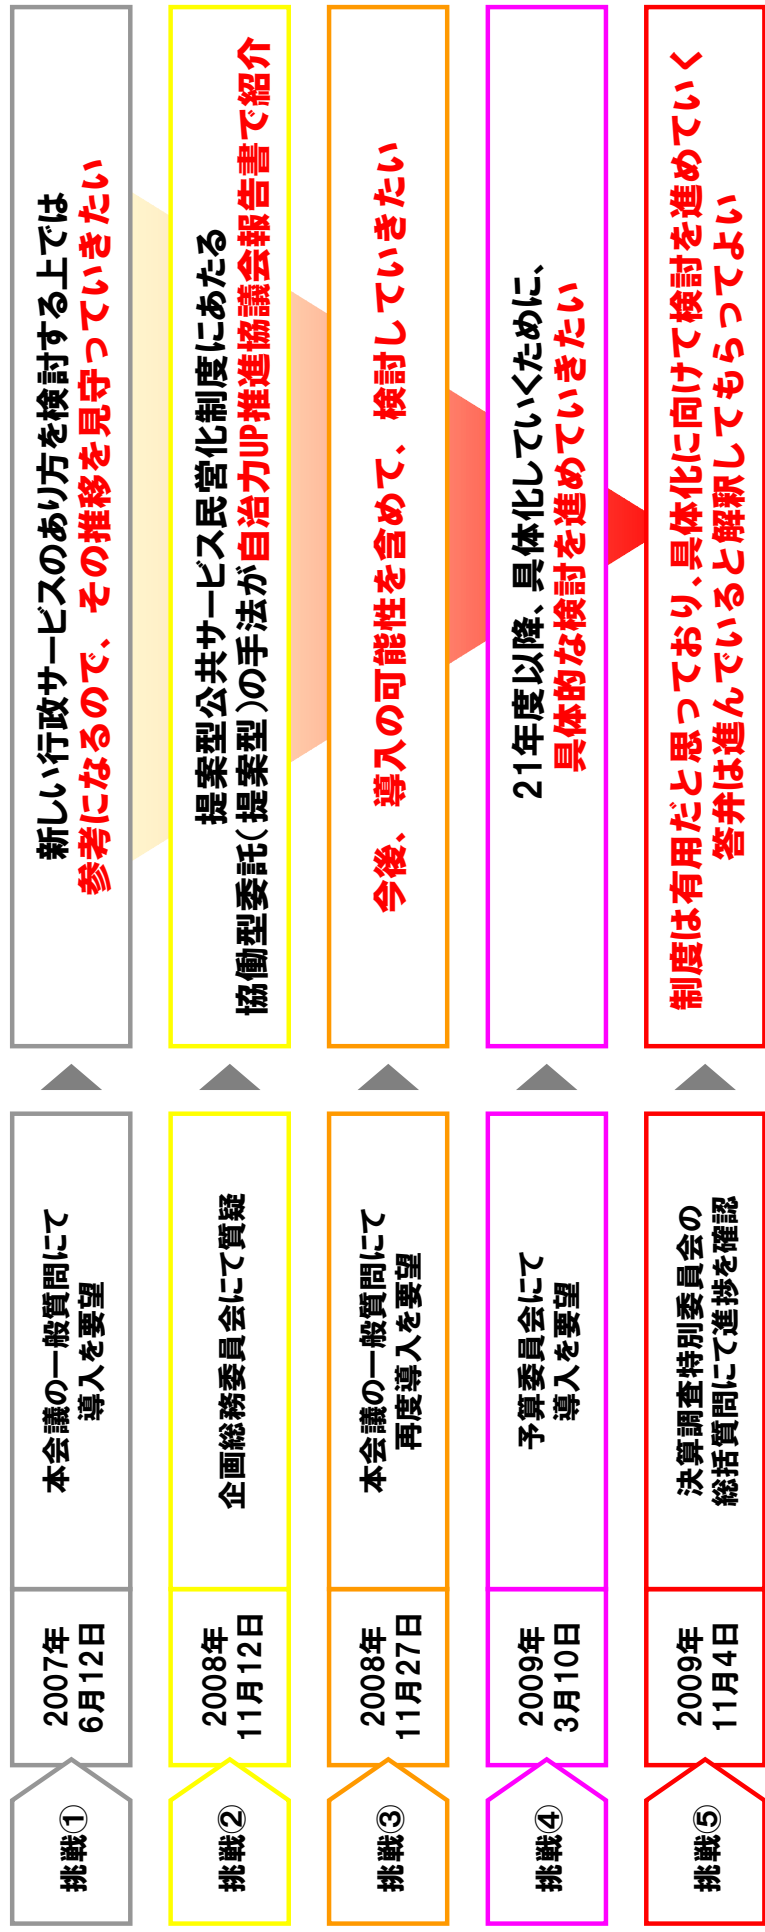 挑戦①
2007年
6月12日
本会議の一般質問にて
導入を要望
新しい行政サービスのあり方を検討する上では
参考になるので、その推移を見守っていきたい
挑戦②
2008年
11月12日
企画総務委員会にて質疑
提案型公共サービス民営化制度にあたる
協働型委託(提案型)の手法が自治力UP推進協議会報告書で紹介
挑戦③
2008年
11月27日
本会議の一般質問にて
再度導入を要望
今後、導入の可能性を含めて、検討していきたい
挑戦④
2009年
3月10日
予算委員会にて
導入を要望
21年度以降、具体化していくために、
具体的な検討を進めていきたい
挑戦⑤
2009年
11月4日
決算調査特別委員会の
総括質問にて進捗を確認
制度は有用だと思っており、具体化に向けて検討を進めていく
答弁は進んでいると解釈してもらってよい